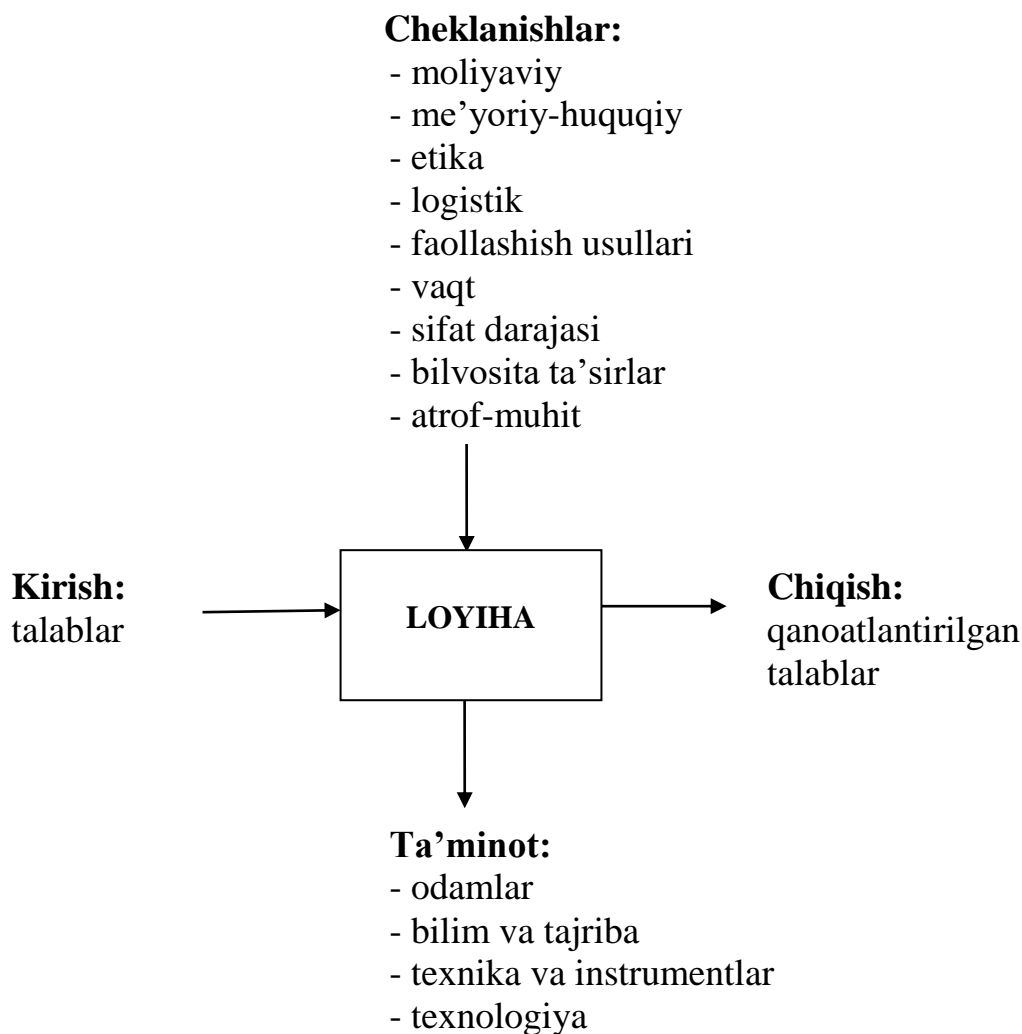 Cheklanishlar:
- moliyaviy
- me’yoriy-huquqiy
- etika
- logistik
- faollashish usullari
- vaqt
- sifat darajasi
- bilvosita ta’sirlar
- atrof-muhit
Kirish:
talablar
LOYIHA
Chiqish:
qanoatlantirilgan
talablar
Ta’minot:
- odamlar
- bilim va tajriba
- texnika va instrumentlar
- texnologiya